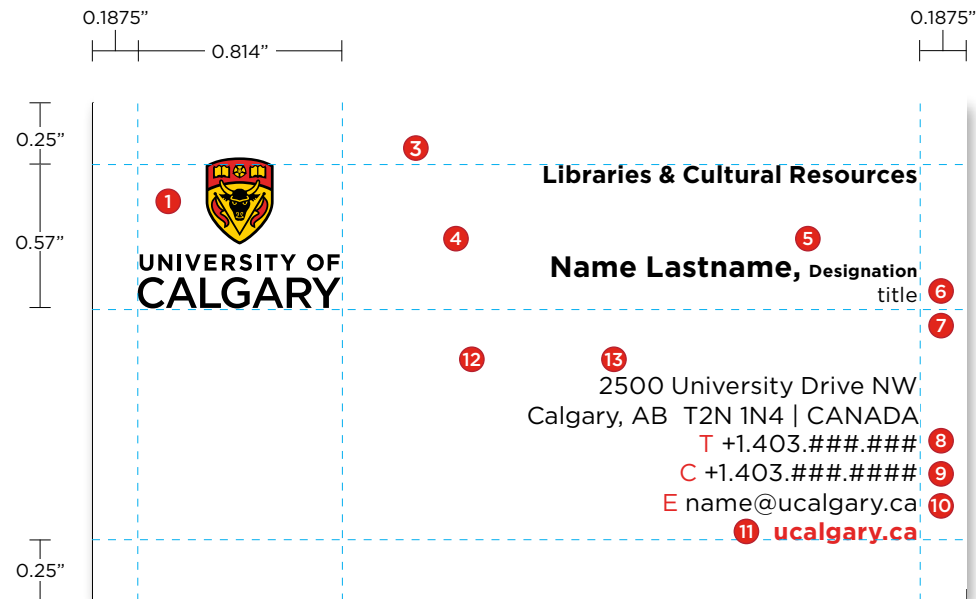 0.1875”
0.1875”
0.814”
0.25”
3
Libraries & Cultural Resources
1
0.57”
4
5
UNIVERSITY OF
CALGARY
Name Lastname, Designation
title
6
7
12
13
2500 University Drive NW
Calgary, AB  T2N 1N4 | CANADA
T +1.403.###.###
8
C +1.403.###.####
9
E name@ucalgary.ca
10
11
ucalgary.ca
0.25”